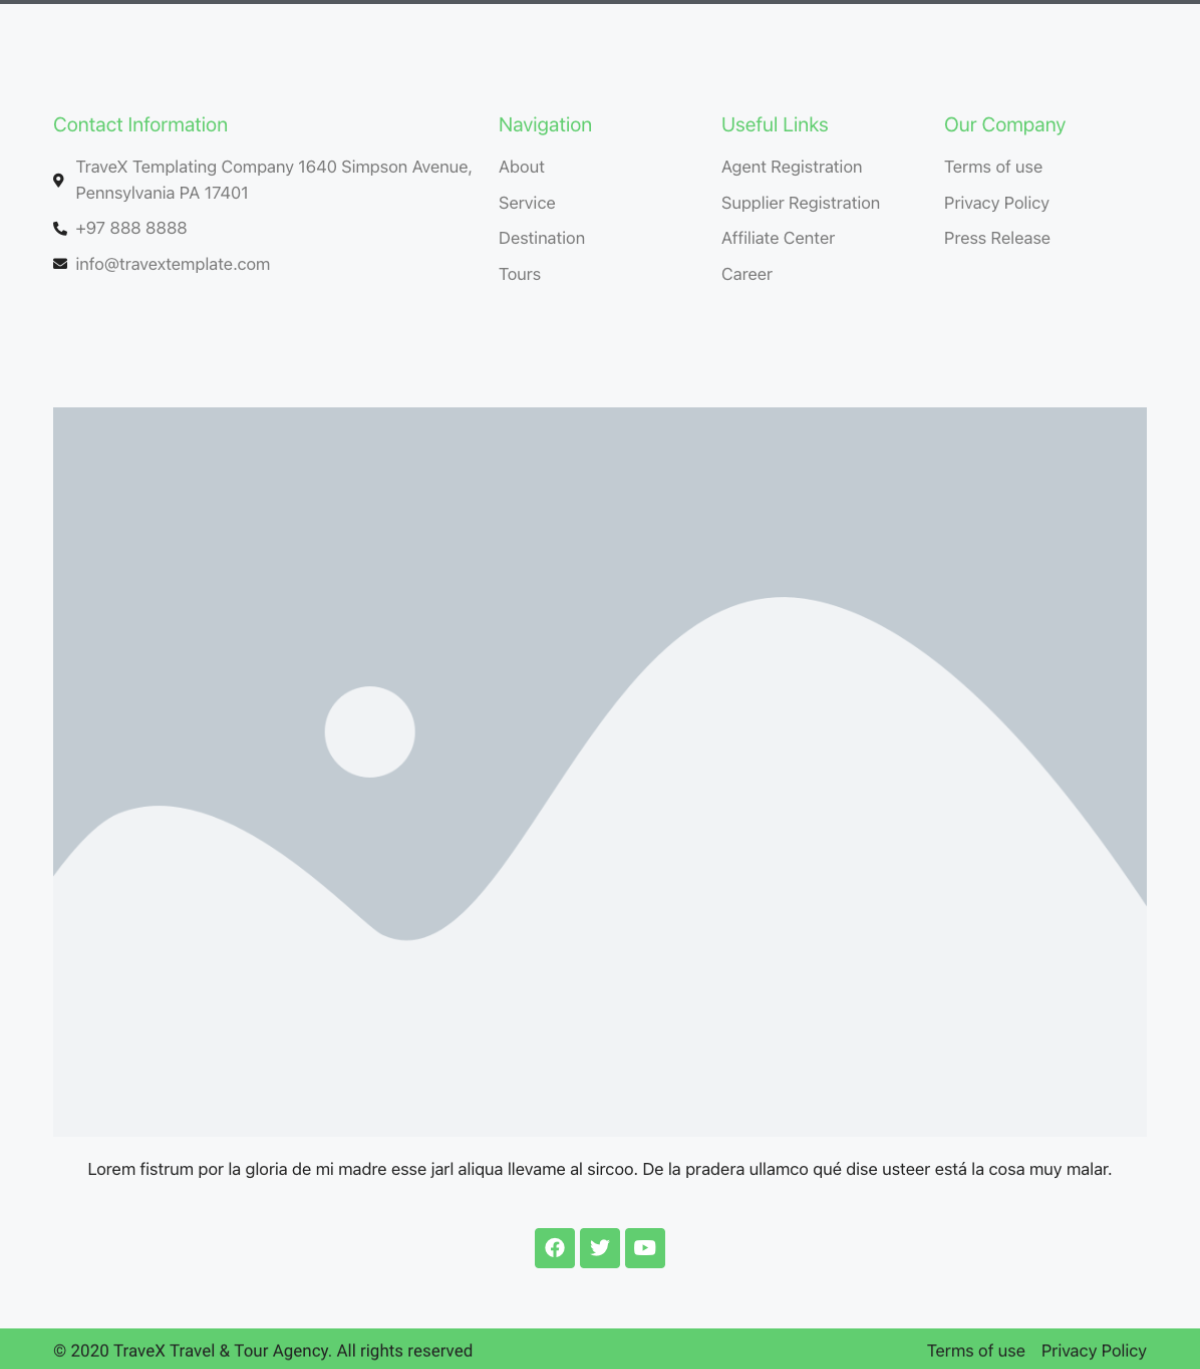 Contact Information
TraveX Templating Company 1640 Simpson Avenue,
Pennsylvania PA 17401
+97 888 8888
info@travextemplate.com
Navigation
About
Service
Destination
Tours
Useful Links
Agent Registration
Supplier Registration
Affiliate Center
Career
Our Company
Terms of use
Privacy Policy
Press Release
Lorem fistrum por la gloria de mi madre esse jarl aliqua llevame al sircoo. De la pradera ullamco qué dise usteer está la cosa muy malar.
© 2020 TraveX Travel & Tour Agency. All rights reserved
Terms of use Privacy Policy